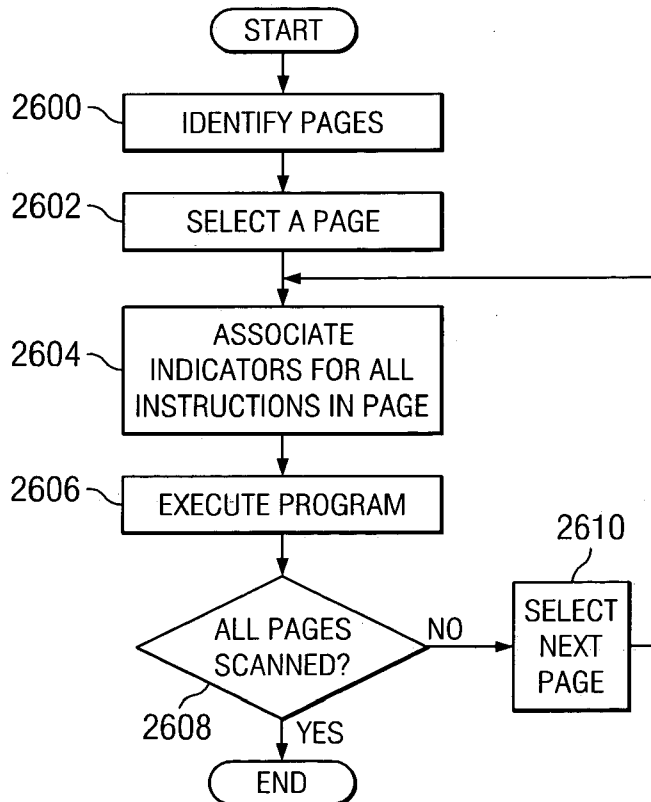 START
2600
IDENTIFY PAGES
2602
SELECT A PAGE
2604
ASSOCIATE
INDICATORS FOR ALL
INSTRUCTIONS IN PAGE
2606
EXECUTE PROGRAM
2610
ALL PAGES
SCANNED?
NO
SELECT
NEXT
PAGE
2608
YES
END